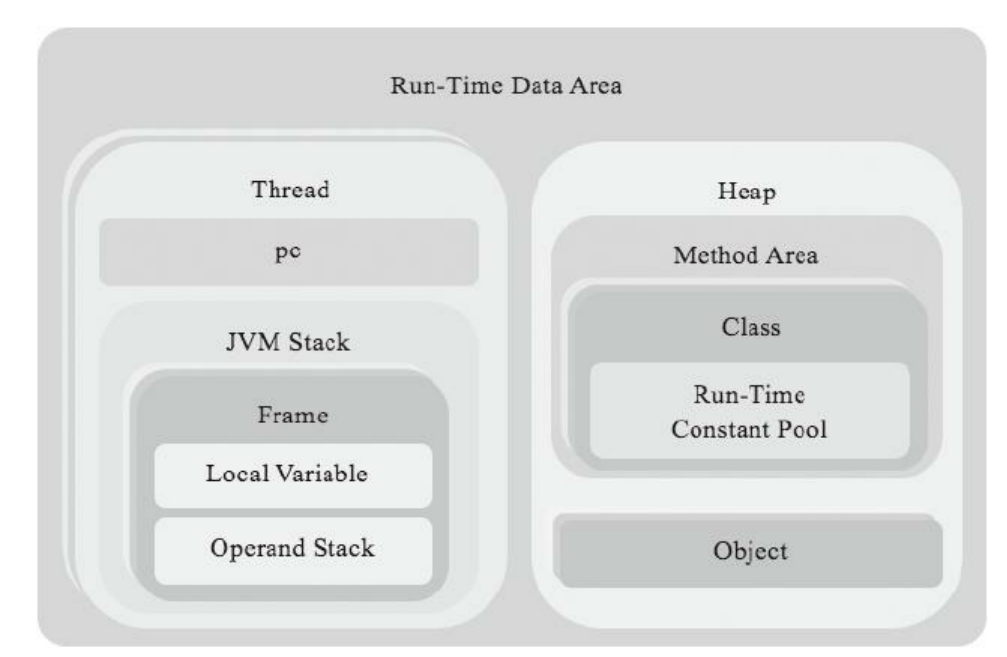 Run-Time Data Area
Thread
pc
JVM Stack
Frame
Local Variable
Operand Stack
Heap
Method Area
Class
Run-Time
Constant Pool
Object